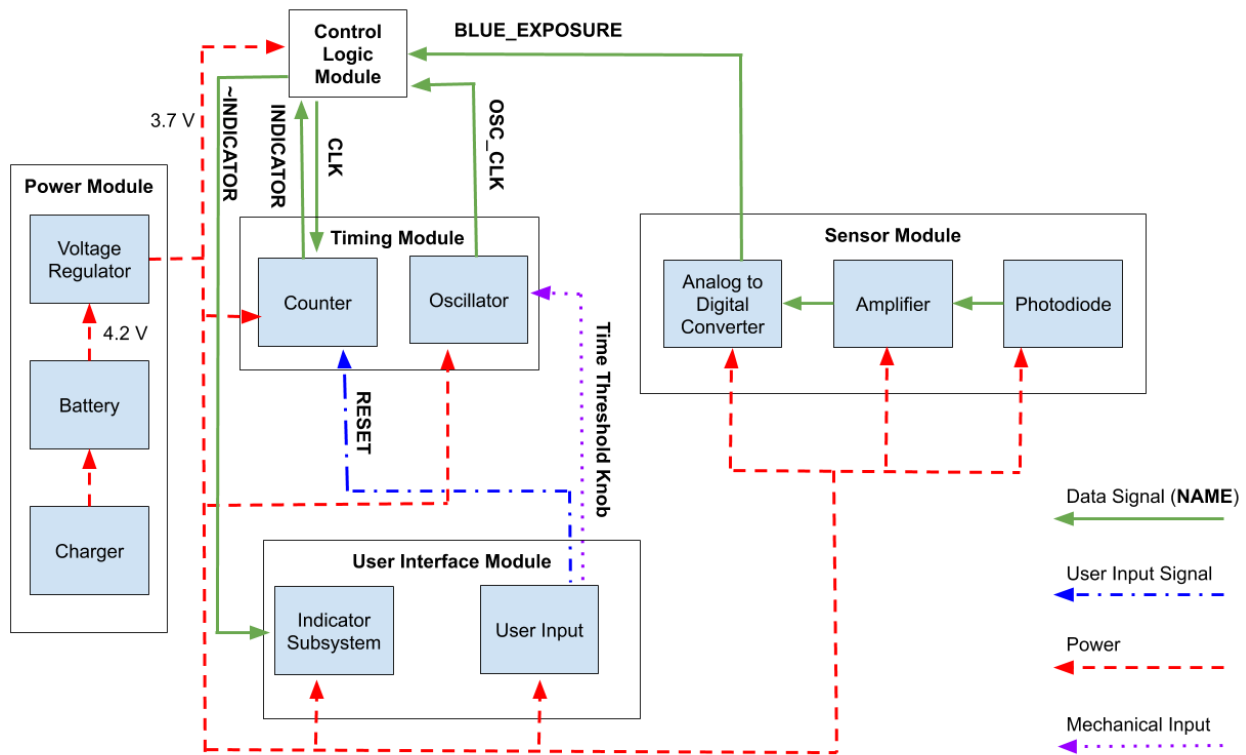 Control
Logic
Module
BLUE_EXPOSURE
3.7 V
~INDICATOR
INDICATOR
CLK
OSC_CLK
Power Module
Voltage
Regulator
4.2 V
Battery
Charger
Timing Module
Counter
Oscillator
RESET
Time Threshold Knob
Sensor Module
Analog to
Digital
Converter
Amplifier
Photodiode
User Interface Module
Indicator
Subsystem
User Input
Data Signal (NAME)
User Input Signal
Power
Mechanical Input